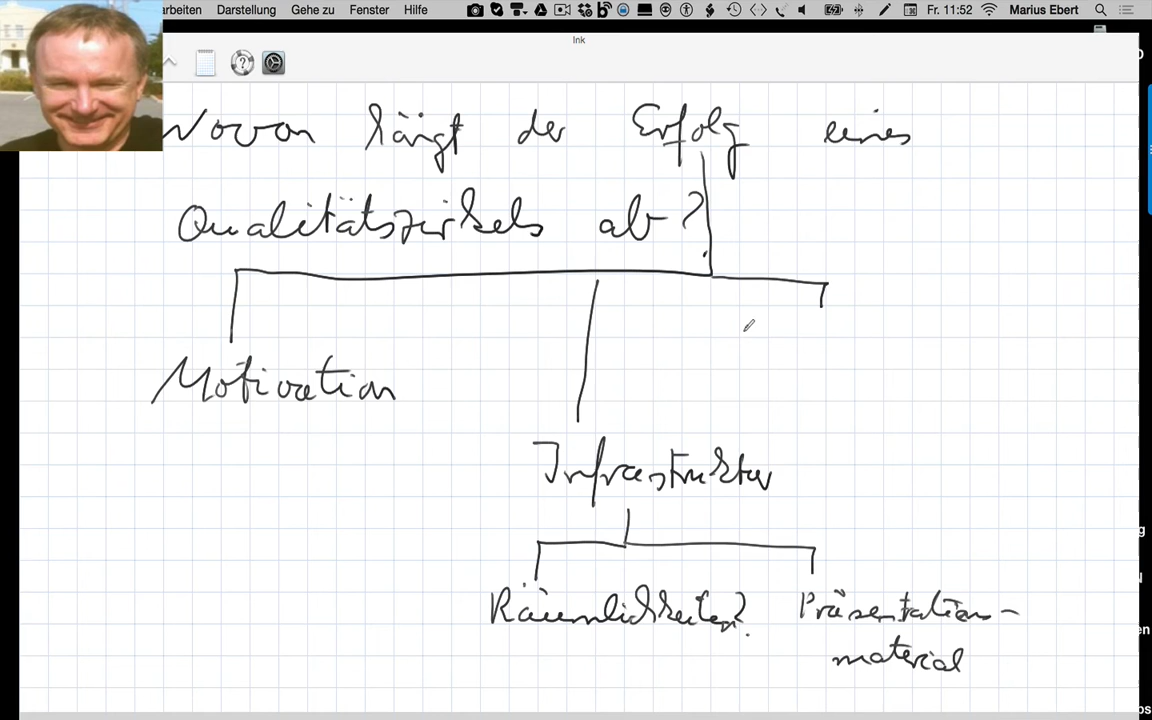 arbeiten Darstellung Gehe zu Fenster Hilfe Fr. 11:52 Marius Ebert
Ink
Wovon hängt der Erfolg eines
Qualitätszirkels ab?
Motivation
Infrastruktur
Räumlichkeiten? Präsentations-
material